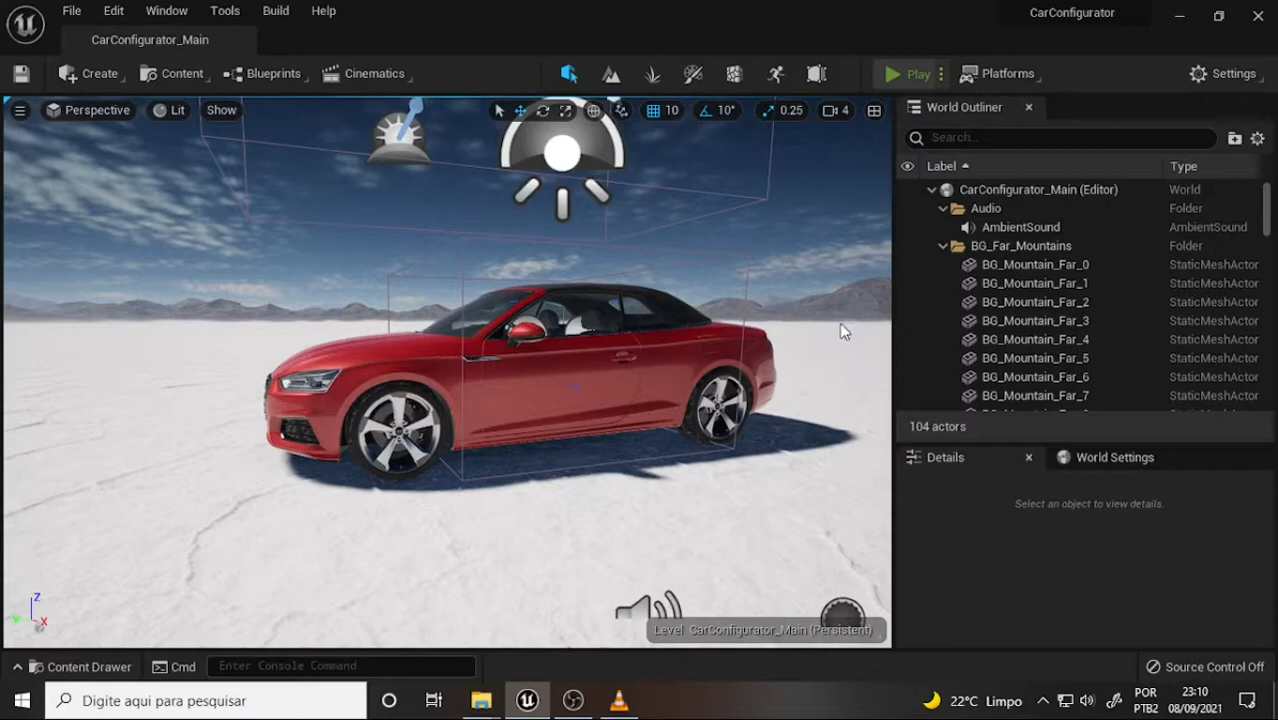 File Edit Window Tools Build Help
CarConfigurator
CarConfigurator_Main
Create Content Blueprints Cinematics Play Platforms Settings
Perspective Lit Show 10 10° 0.25 4
World Outliner
Search...
Label Type
CarConfigurator_Main (Editor) World
Audio Folder
AmbientSound AmbientSound
BG_Far_Mountains Folder
BG_Mountain_Far_0 StaticMeshActor
BG_Mountain_Far_1 StaticMeshActor
BG_Mountain_Far_2 StaticMeshActor
BG_Mountain_Far_3 StaticMeshActor
BG_Mountain_Far_4 StaticMeshActor
BG_Mountain_Far_5 StaticMeshActor
BG_Mountain_Far_6 StaticMeshActor
BG_Mountain_Far_7 StaticMeshActor
104 actors
Details World Settings
Select an object to view details.
Z
Y X
Level CarConfigurator_Main (Persistent)
Content Drawer Cmd Enter Console Command Source Control Off
Digite aqui para pesquisar
22°C Limpo
POR
PTB2
23:10
08/09/2021